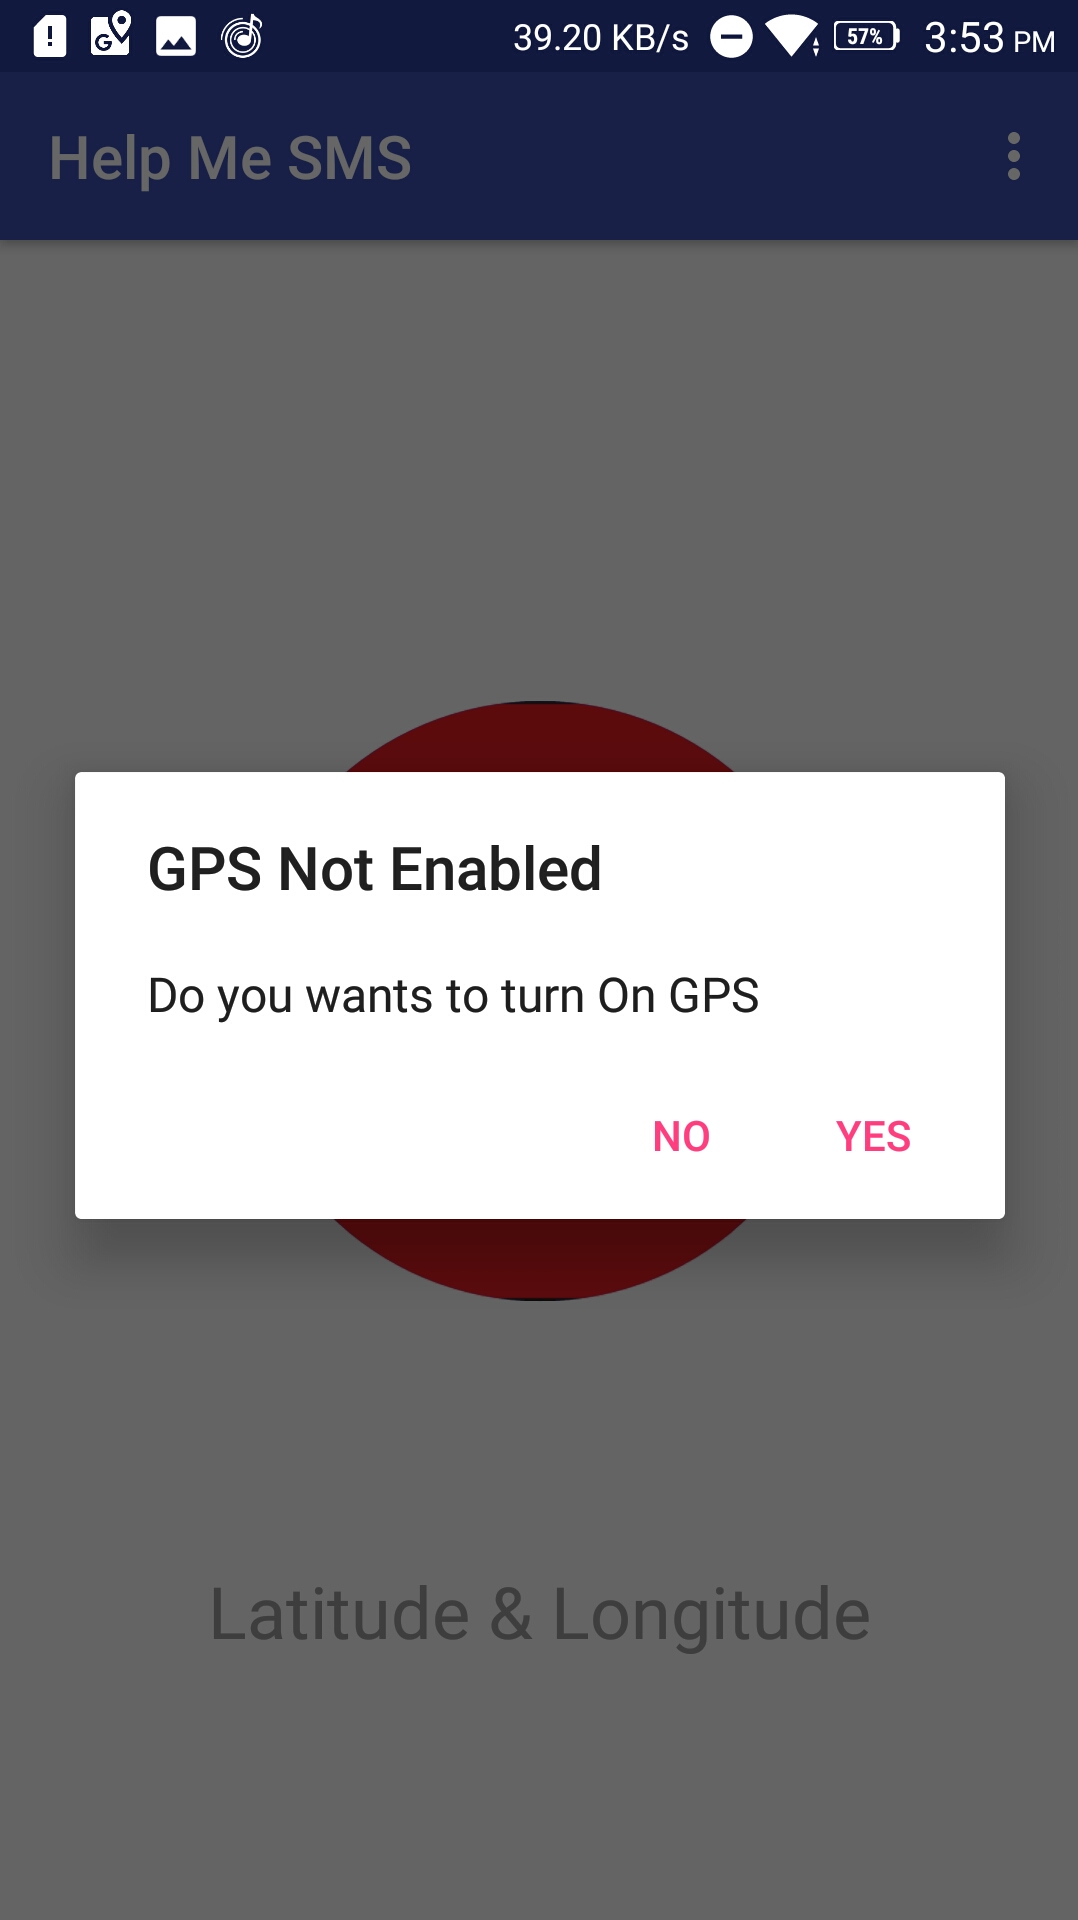 39.20 KB/s 57% 3:53 PM
Help Me SMS
GPS Not Enabled
Do you wants to turn On GPS
NO YES
Latitude & Longitude